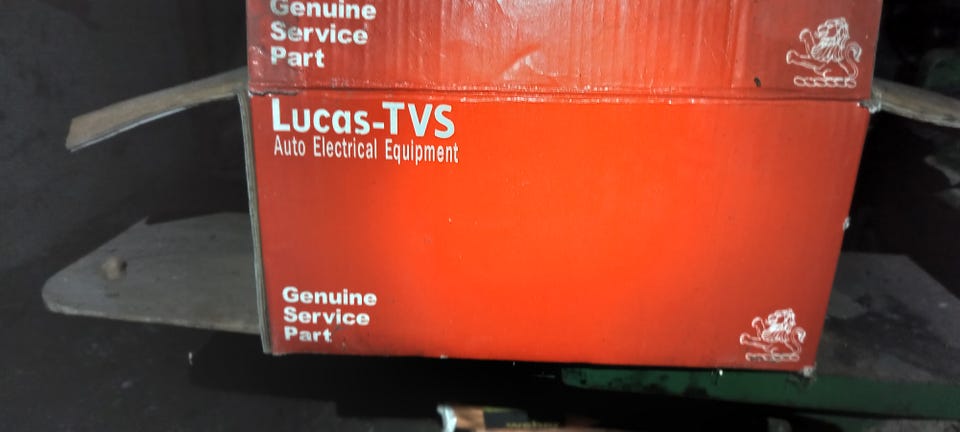 Genuine
Service
Part
Lucas-TVS
Auto Electrical Equipment
Genuine
Service
Part